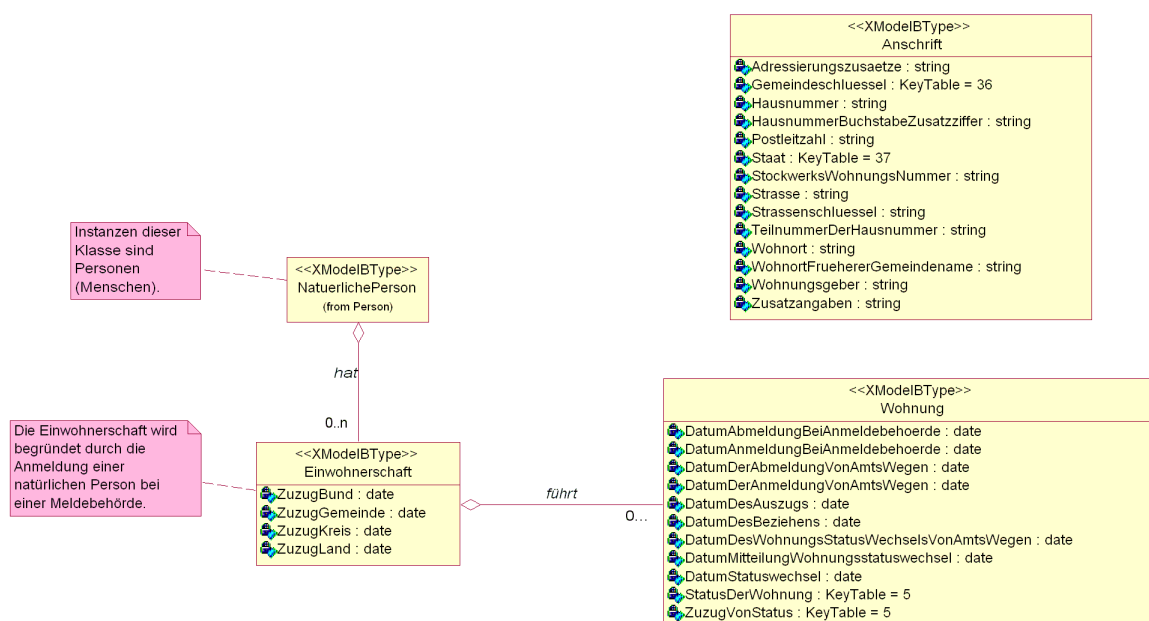 <<XModelBType>>
Anschrift
Adressierungszusaetze : string
Gemeindeschluessel : KeyTable = 36
Hausnummer : string
HausnummerBuchstabeZusatzziffer : string
Postleitzahl : string
Staat : KeyTable = 37
StockwerksWohnungsNummer : string
Strasse : string
Strassenschluessel : string
TeilnummerDerHausnummer : string
Wohnort : string
WohnortFruehererGemeindename : string
Wohnungsgeber : string
Zusatzangaben : string
Instanzen dieser
Klasse sind
Personen
(Menschen).
<<XModelBType>>
NatuerlichePerson
(from Person)
hat
0..n
Die Einwohnerschaft wird
begründet durch die
Anmeldung einer
natürlichen Person bei
einer Meldebehörde.
<<XModelBType>>
Einwohnerschaft
ZuzugBund : date
ZuzugGemeinde : date
ZuzugKreis : date
ZuzugLand : date
führt
0...
<<XModelBType>>
Wohnung
DatumAbmeldungBeiAnmeldebehoerde : date
DatumAnmeldungBeiAnmeldebehoerde : date
DatumDerAbmeldungVonAmtsWegen : date
DatumDerAnmeldungVonAmtsWegen : date
DatumDesAuszugs : date
DatumDesBeziehens : date
DatumDesWohnungsStatusWechselsVonAmtsWegen : date
DatumMitteilungWohnungsstatuswechsel : date
DatumStatuswechsel : date
StatusDerWohnung : KeyTable = 5
ZuzugVonStatus : KeyTable = 5